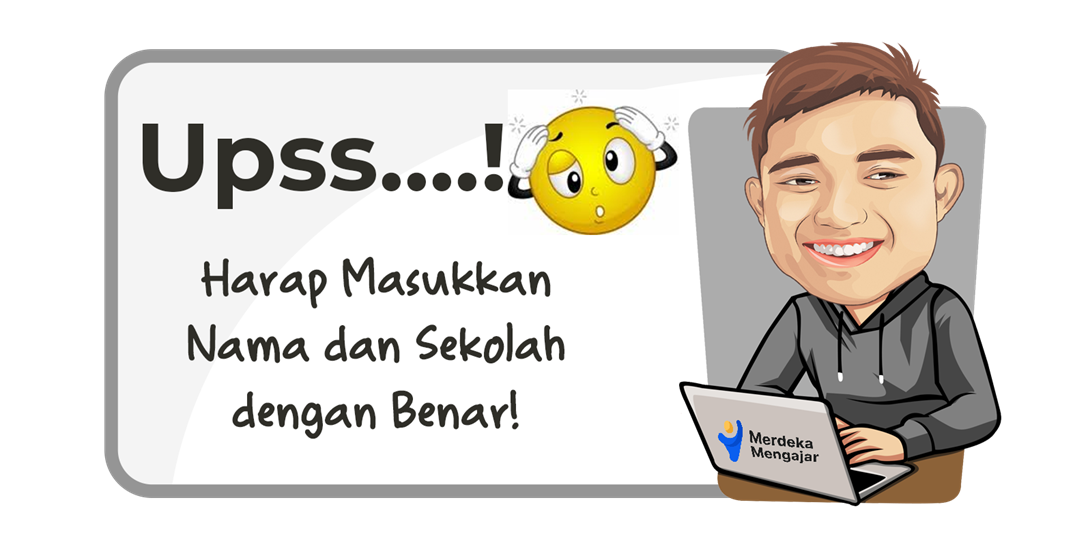 Upss....!
Harap Masukkan
Nama dan Sekolah
dengan Benar!
Merdeka
Mengajar